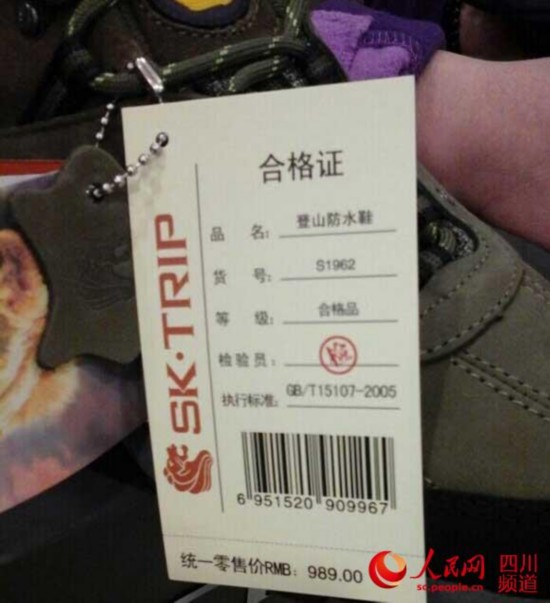 合格证
SK·TRIP
品 名: 登山防水鞋
货 号: S1962
等 级: 合格品
检 验 员:
执行标准: GB/T15107-2005
6 951520 909967
统一零售价RMB: 989.00
人民网 四川频道
sc.people.com.cn